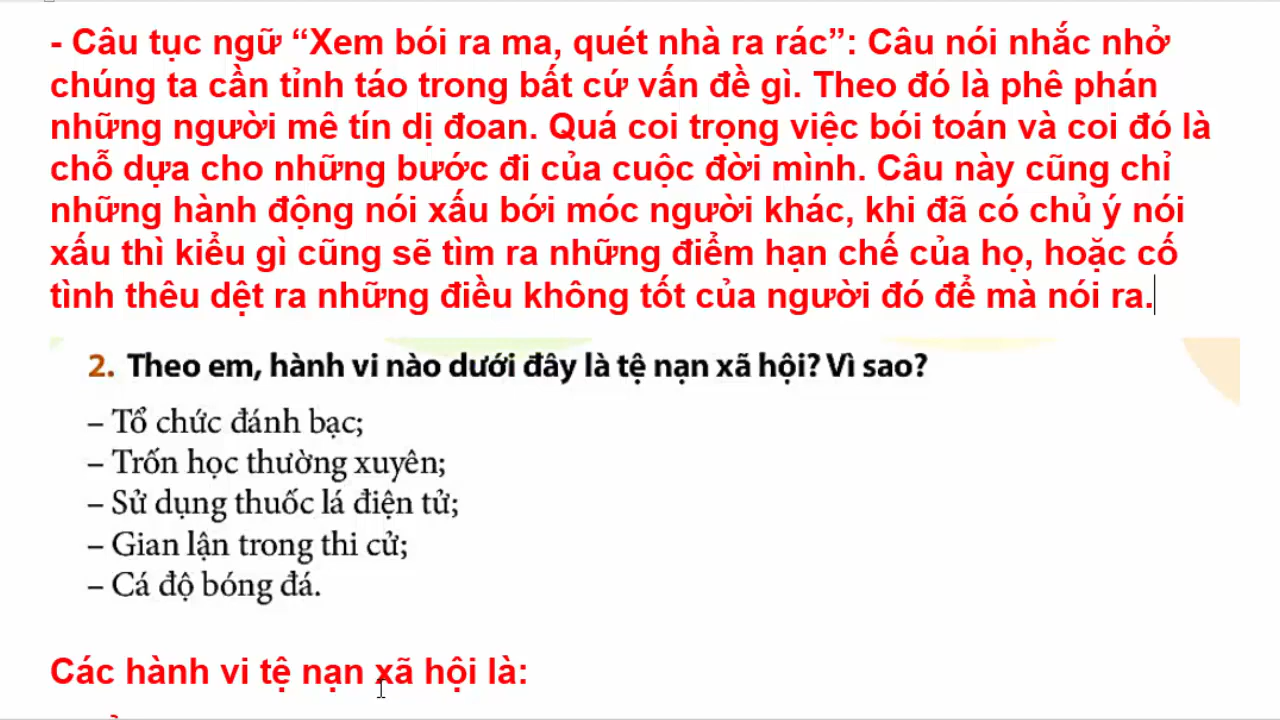 - Câu tục ngữ “Xem bói ra ma, quét nhà ra rác”: Câu nói nhắc nhở
chúng ta cần tỉnh táo trong bất cứ vấn đề gì. Theo đó là phê phán
những người mê tín dị đoan. Quá coi trọng việc bói toán và coi đó là
chỗ dựa cho những bước đi của cuộc đời mình. Câu này cũng chỉ
những hành động nói xấu bới móc người khác, khi đã có chủ ý nói
xấu thì kiểu gì cũng sẽ tìm ra những điểm hạn chế của họ, hoặc cố
tình thêu dệt ra những điều không tốt của người đó để mà nói ra.
2. Theo em, hành vi nào dưới đây là tệ nạn xã hội? Vì sao?
– Tổ chức đánh bạc;
– Trốn học thường xuyên;
– Sử dụng thuốc lá điện tử;
– Gian lận trong thi cử;
– Cá độ bóng đá.
Các hành vi tệ nạn xã hội là: